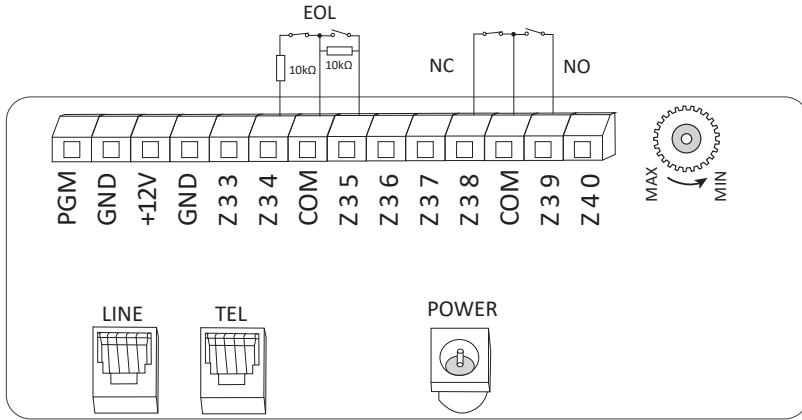 EOL
10kΩ
10kΩ
NC
NO
PGM
GND
+12V
GND
Z33
Z34
COM
Z35
Z36
Z37
Z38
COM
Z39
Z40
MAX
MIN
LINE
TEL
POWER